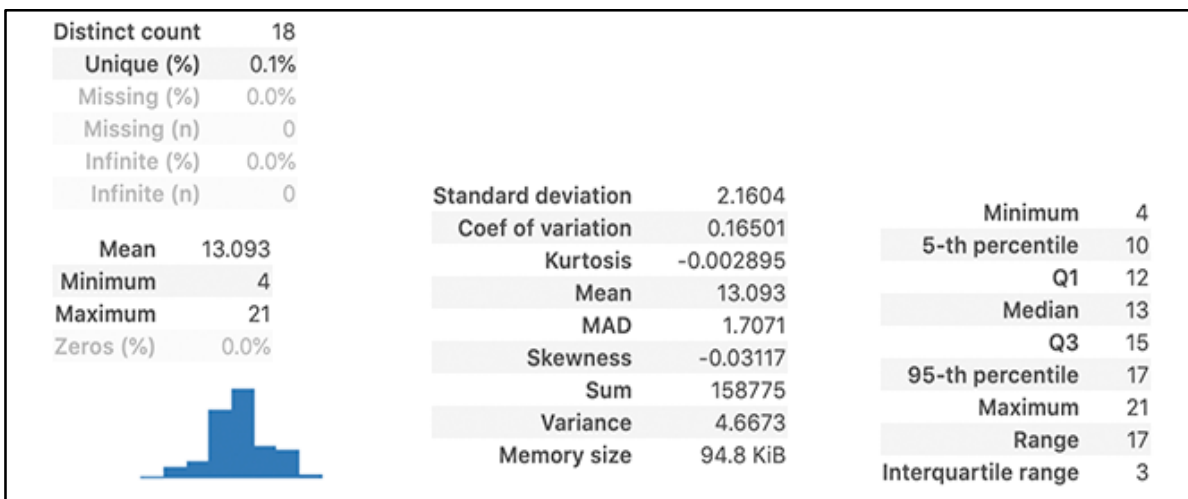 Distinct count 18
Unique (%) 0.1%
Missing (%) 0.0%
Missing (n) 0
Infinite (%) 0.0%
Infinite (n) 0
Mean 13.093
Minimum 4
Maximum 21
Zeros (%) 0.0%
Standard deviation 2.1604
Coef of variation 0.16501
Kurtosis -0.002895
Mean 13.093
MAD 1.7071
Skewness -0.03117
Sum 158775
Variance 4.6673
Memory size 94.8 KiB
Minimum 4
5-th percentile 10
Q1 12
Median 13
Q3 15
95-th percentile 17
Maximum 21
Range 17
Interquartile range 3